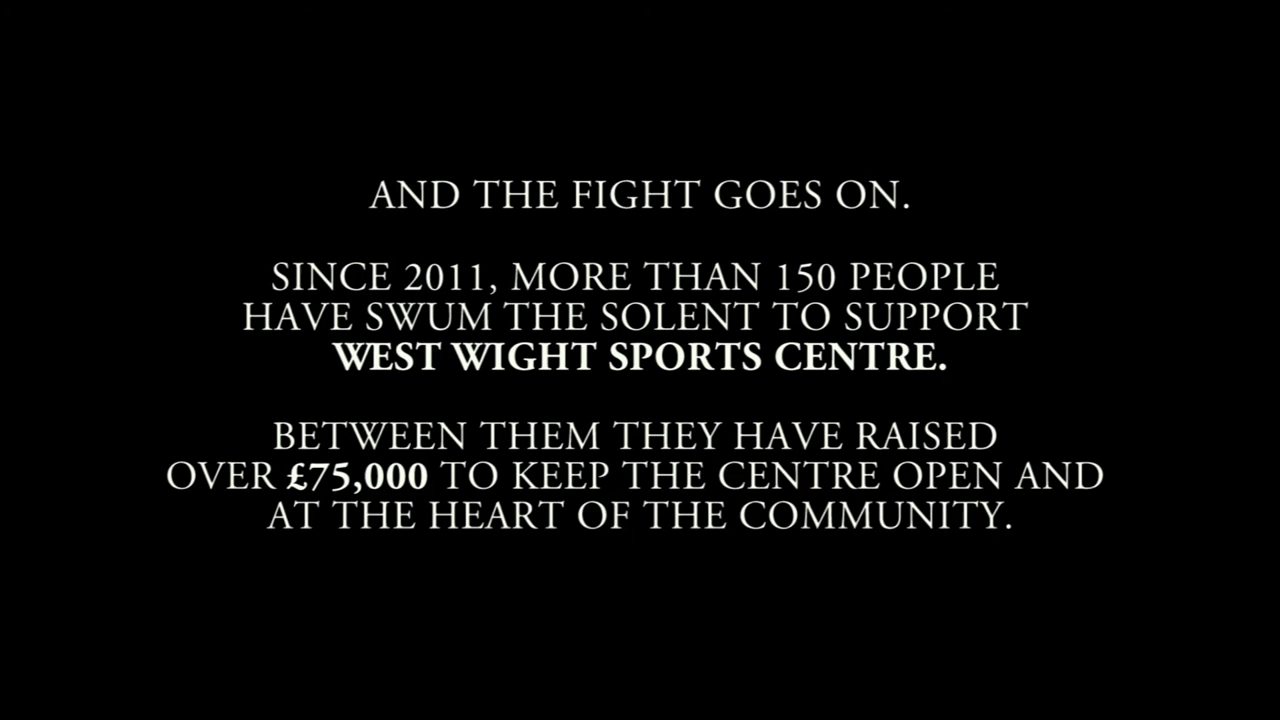 AND THE FIGHT GOES ON.
SINCE 2011, MORE THAN 150 PEOPLE
HAVE SWUM THE SOLENT TO SUPPORT
WEST WIGHT SPORTS CENTRE.
BETWEEN THEM THEY HAVE RAISED
OVER £75,000 TO KEEP THE CENTRE OPEN AND
AT THE HEART OF THE COMMUNITY.